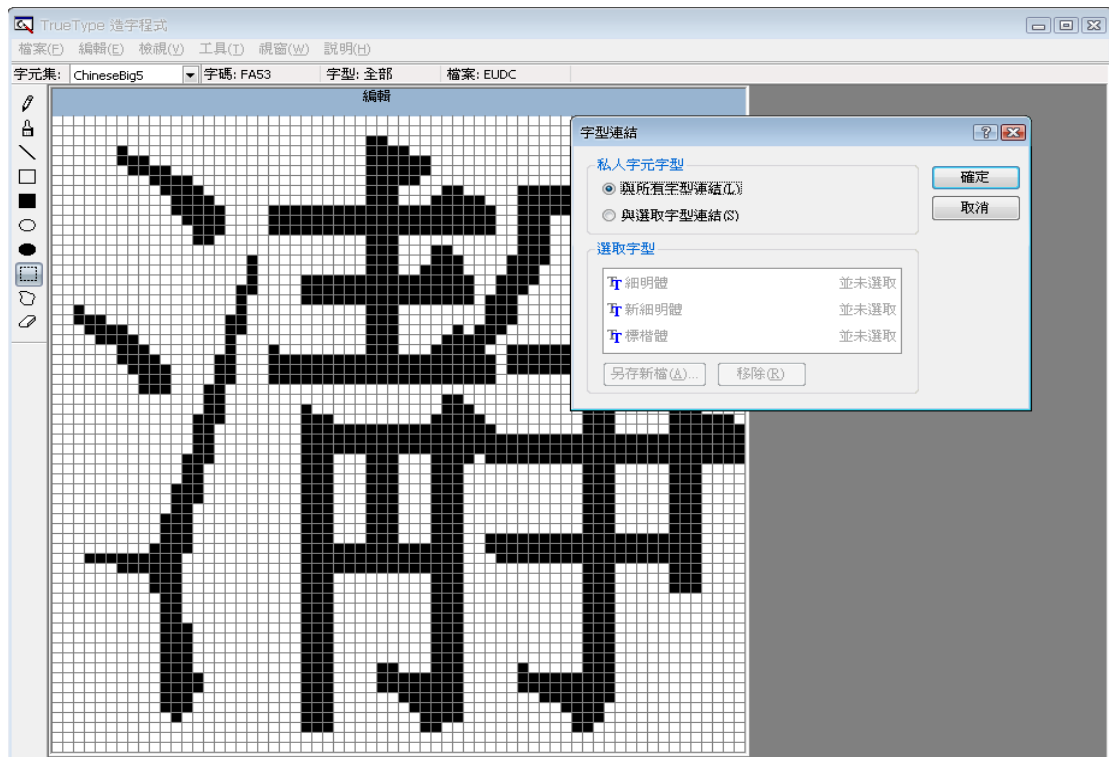 TrueType 造字程式
檔案(F) 編輯(E) 檢視(V) 工具(T) 視窗(W) 說明(H)
字元集: ChineseBig5 字碼: FA53 字型: 全部 檔案: EUDC
編輯
字型連結
私人字元字型
與所有字型連結(L)
與選取字型連結(S)
確定
取消
選取字型
細明體 並未選取
新細明體 並未選取
標楷體 並未選取
另存新檔(A)... 移除(R)